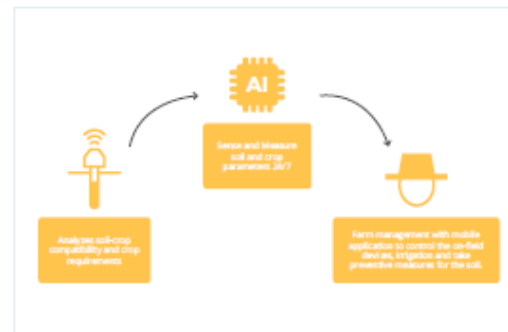 AI
Sense and Measure
soil and crop
parameters 24/7
Analyzes soil-crop
compatibility and crop
requirements
Farm management with mobile
application to control the on-field
devices, irrigation and take
preventive measures for the soil.